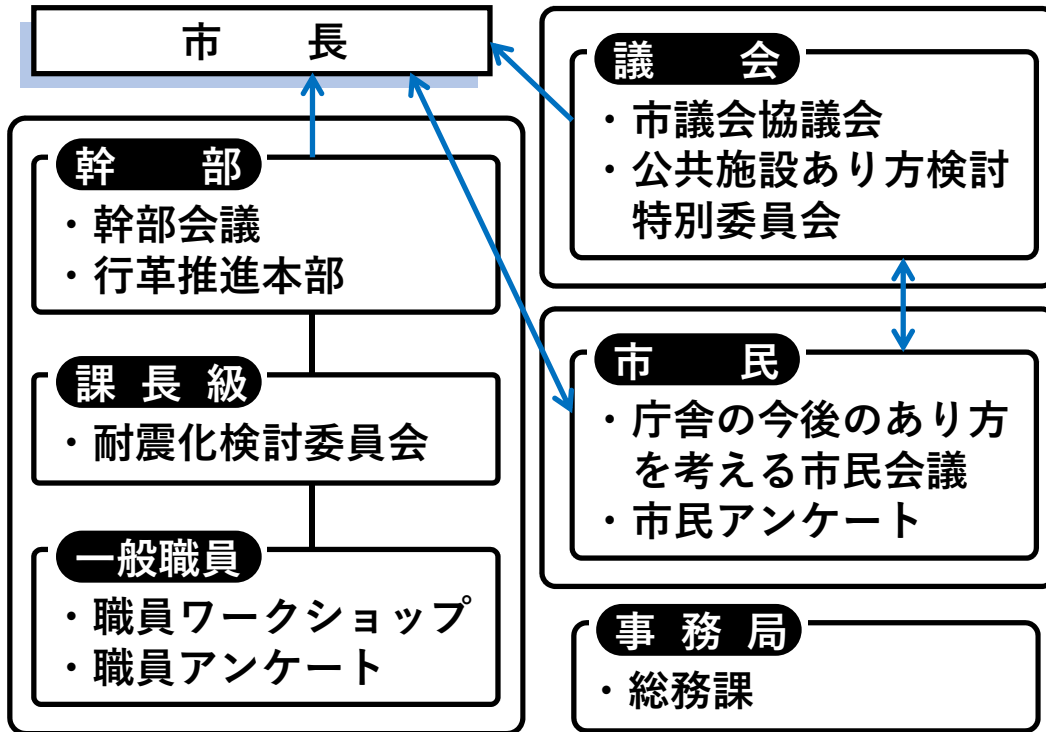 市長
幹部
・幹部会議
・行革推進本部
課長級
・耐震化検討委員会
一般職員
・職員ワークショップ
・職員アンケート
議会
・市議会協議会
・公共施設あり方検討
特別委員会
市民
・庁舎の今後のあり方
を考える市民会議
・市民アンケート
事務局
・総務課